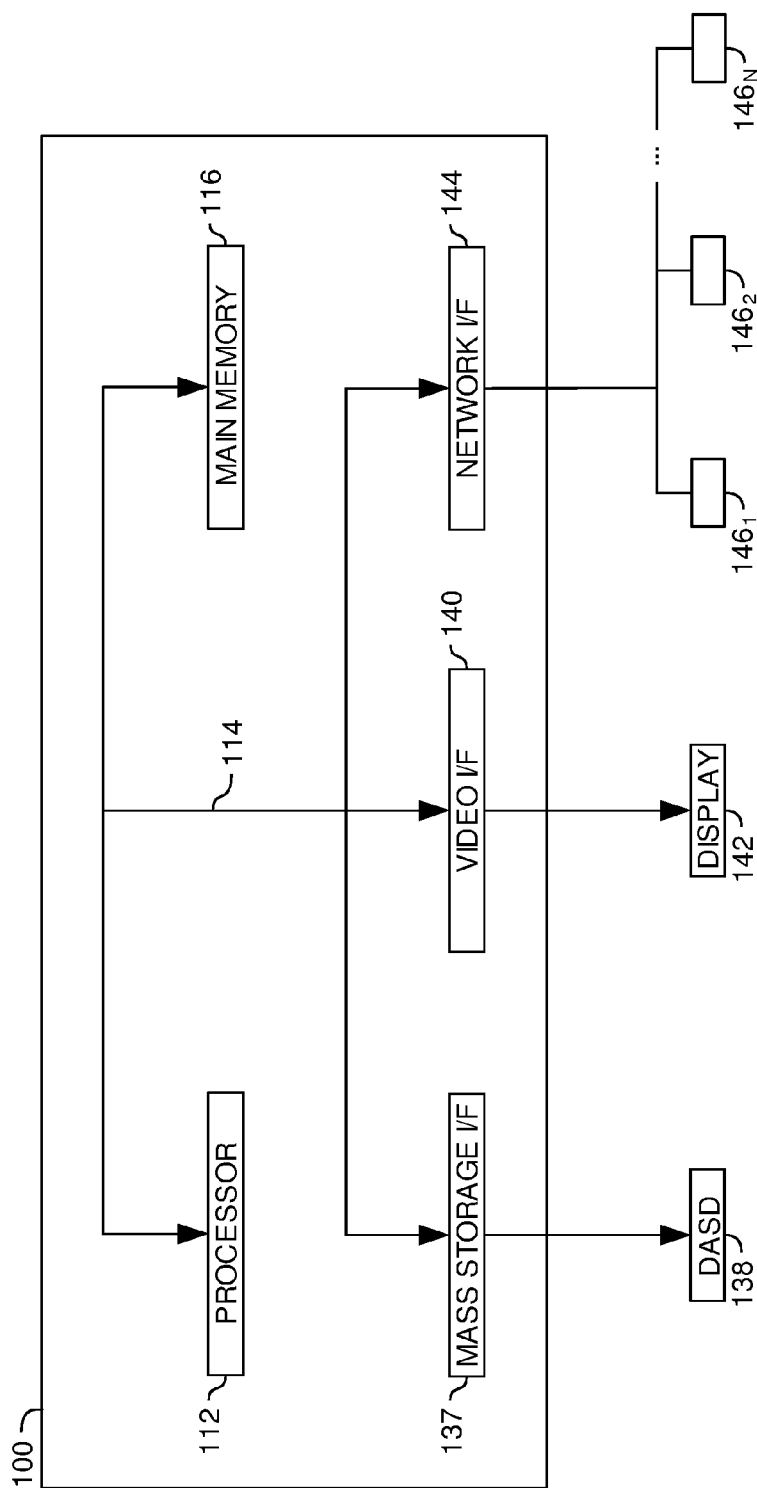 100
PROCESSOR
112
MAIN MEMORY
116
114
MASS STORAGE I/F
137
VIDEO I/F
140
NETWORK I/F
144
DASD
138
DISPLAY
142
146₁
146₂
...
146N